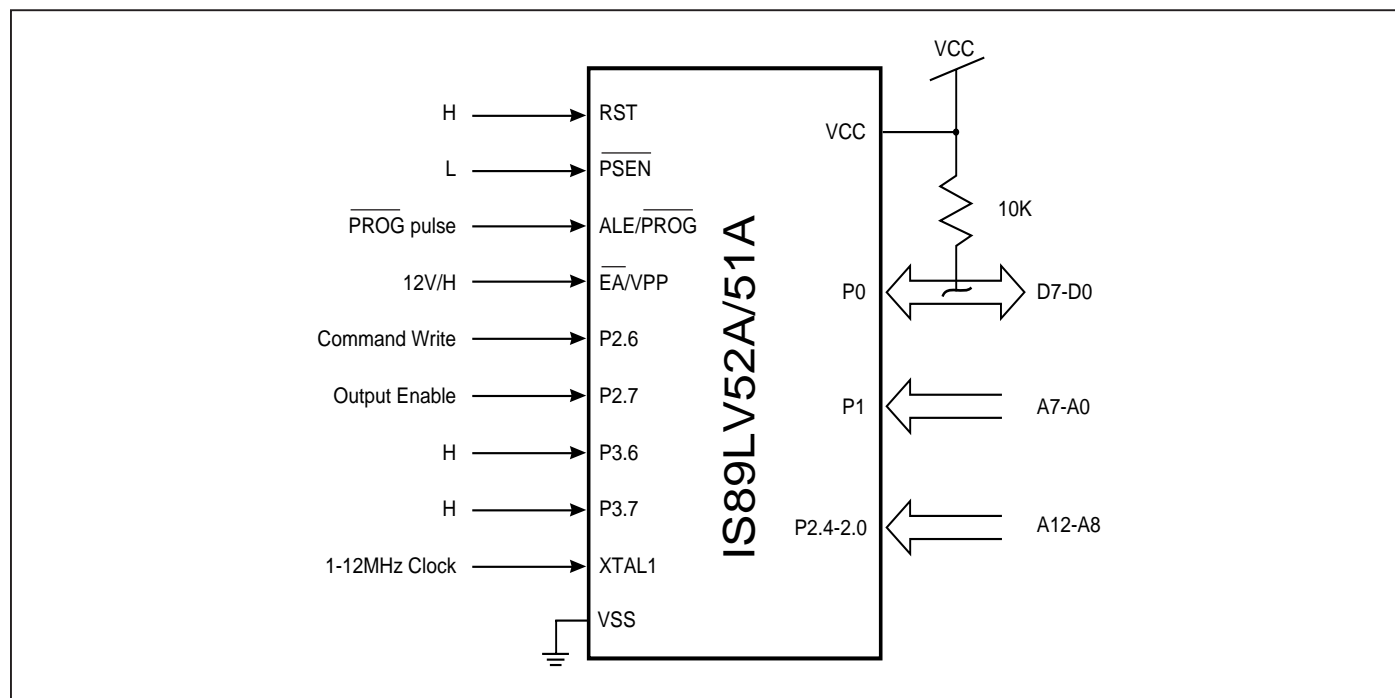 VCC
H
RST
VCC
L
PSEN
10K
PROG pulse
ALE/PROG
12V/H
EA/VPP
P0
D7-D0
Command Write
P2.6
Output Enable
P2.7
P1
A7-A0
H
P3.6
H
P3.7
P2.4-2.0
A12-A8
1-12MHz Clock
XTAL1
VSS
IS89LV52A/51A